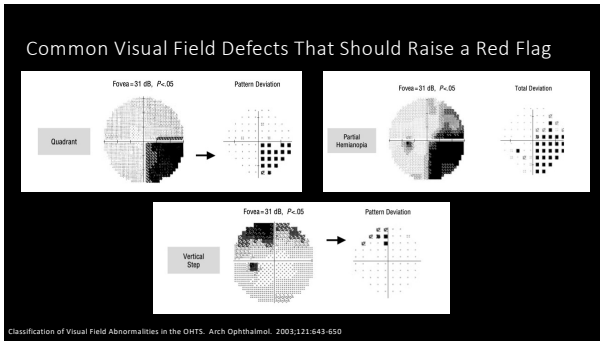 Common Visual Field Defects That Should Raise a Red Flag
Fovea=31 dB, P<.05
Pattern Deviation
Quadrant
Fovea=31 dB, P<.05
Total Deviation
Partial
Hemianopia
Fovea=31 dB, P<.05
Pattern Deviation
Vertical
Step
Classification of Visual Field Abnormalities in the OHTS. Arch Ophthalmol. 2003;121:643-650